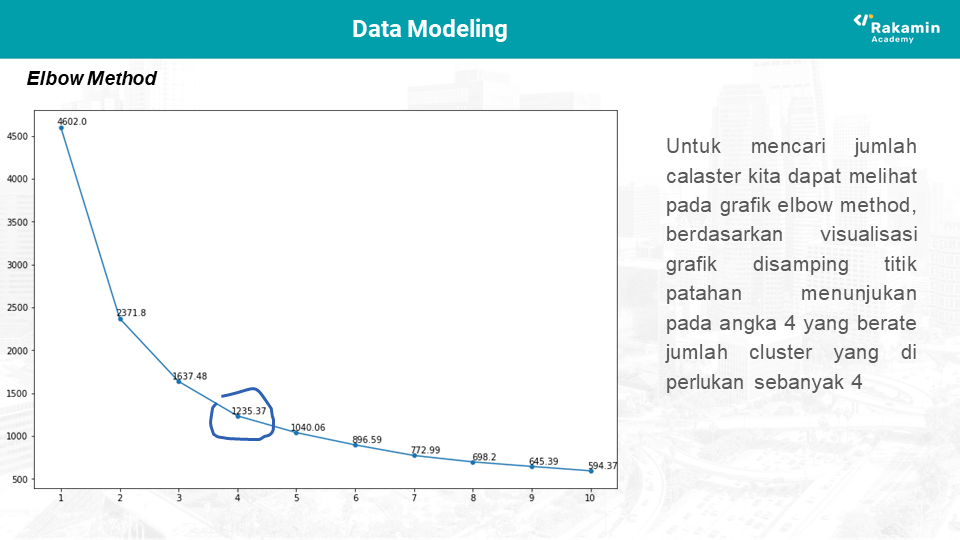 Data Modeling
Rakamin
Academy
Elbow Method
4602.0
4500
4000
3500
3000
2500
2371.8
2000
1637.48
1500
1235.37
1040.06
1000
896.59
772.99
698.2
645.39
594.37
500
1 2 3 4 5 6 7 8 9 10
Untuk mencari jumlah
calaster kita dapat melihat
pada grafik elbow method,
berdasarkan visualisasi
grafik disamping titik
patahan menunjukan
pada angka 4 yang berate
jumlah cluster yang di
perlukan sebanyak 4